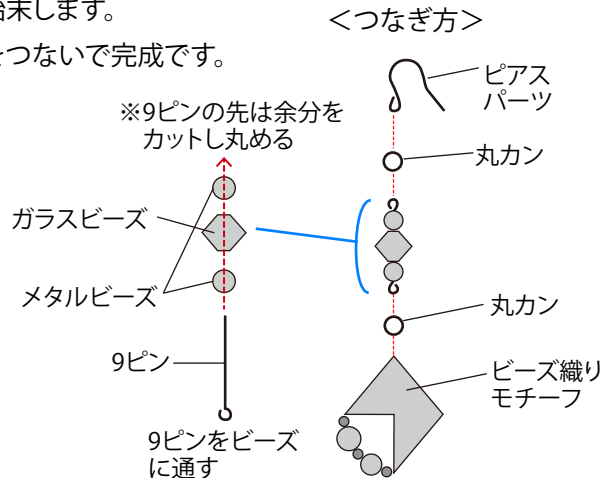 始末します。
をつないで完成です。
＜つなぎ方＞
ピアス
パーツ
※9ピンの先は余分を
カットし丸める
丸カン
ガラスビーズ
メタルビーズ
丸カン
9ピン
ビーズ織り
モチーフ
9ピンをビーズ
に通す